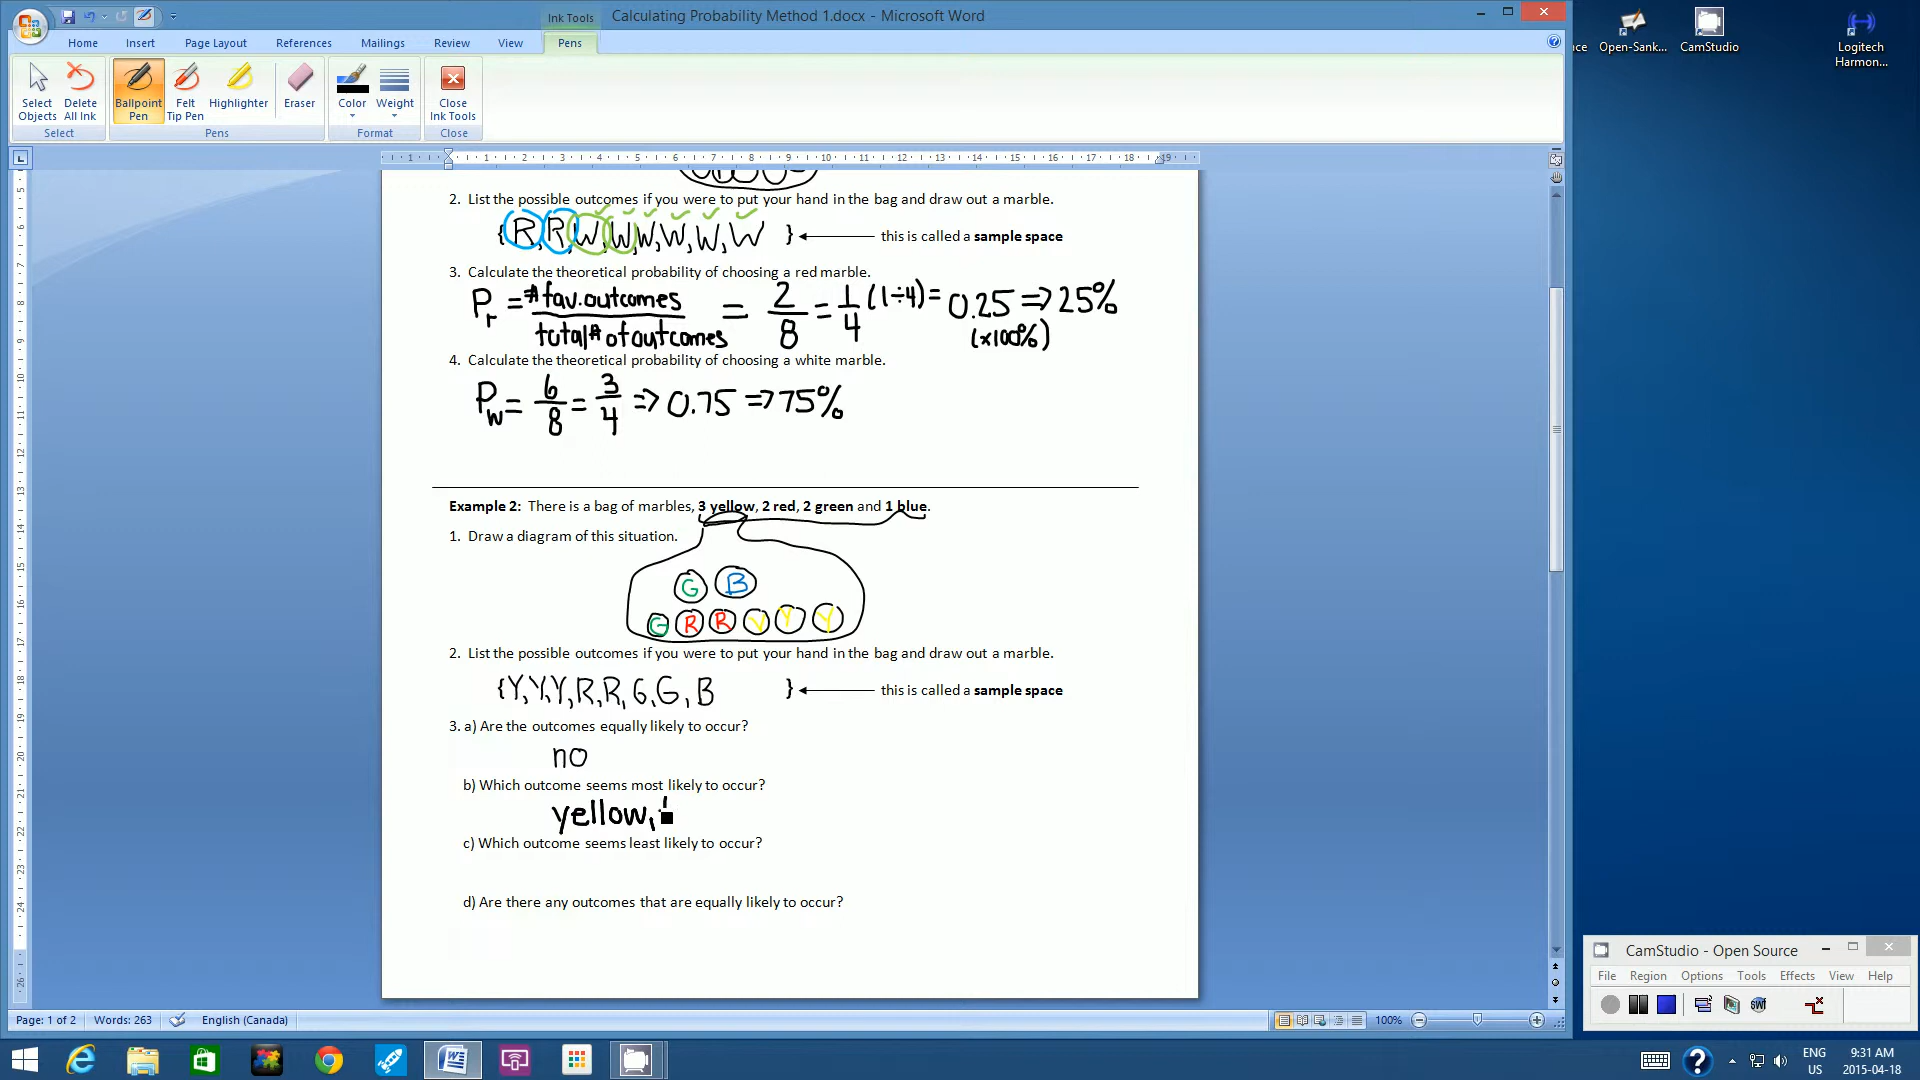 Ink Tools
Calculating Probability Method 1.docx - Microsoft Word
Home Insert Page Layout References Mailings Review View Pens
Select Objects
Delete All Ink
Ballpoint Pen
Felt Tip Pen
Highlighter
Eraser
Color
Weight
Close Ink Tools
Select Pens Format Close
Open-Sank...
CamStudio
Logitech Harmon...
2. List the possible outcomes if you were to put your hand in the bag and draw out a marble.
{R, R, W, W, W, W, W, W } this is called a sample space
3. Calculate the theoretical probability of choosing a red marble.
Pr = # fav. outcomes / total # of outcomes = 2/8 = 1/4 (1÷4) = 0.25 => 25%
(x100%)
4. Calculate the theoretical probability of choosing a white marble.
Pw = 6/8 = 3/4 => 0.75 => 75%
Example 2: There is a bag of marbles, 3 yellow, 2 red, 2 green and 1 blue.
1. Draw a diagram of this situation.
G B
G R R Y Y Y
2. List the possible outcomes if you were to put your hand in the bag and draw out a marble.
{Y, Y, Y, R, R, G, G, B } this is called a sample space
3. a) Are the outcomes equally likely to occur?
no
b) Which outcome seems most likely to occur?
yellow,
c) Which outcome seems least likely to occur?
d) Are there any outcomes that are equally likely to occur?
CamStudio - Open Source
File Region Options Tools Effects View Help
Page: 1 of 2 Words: 263 English (Canada) 100%
ENG US
9:31 AM
2015-04-18